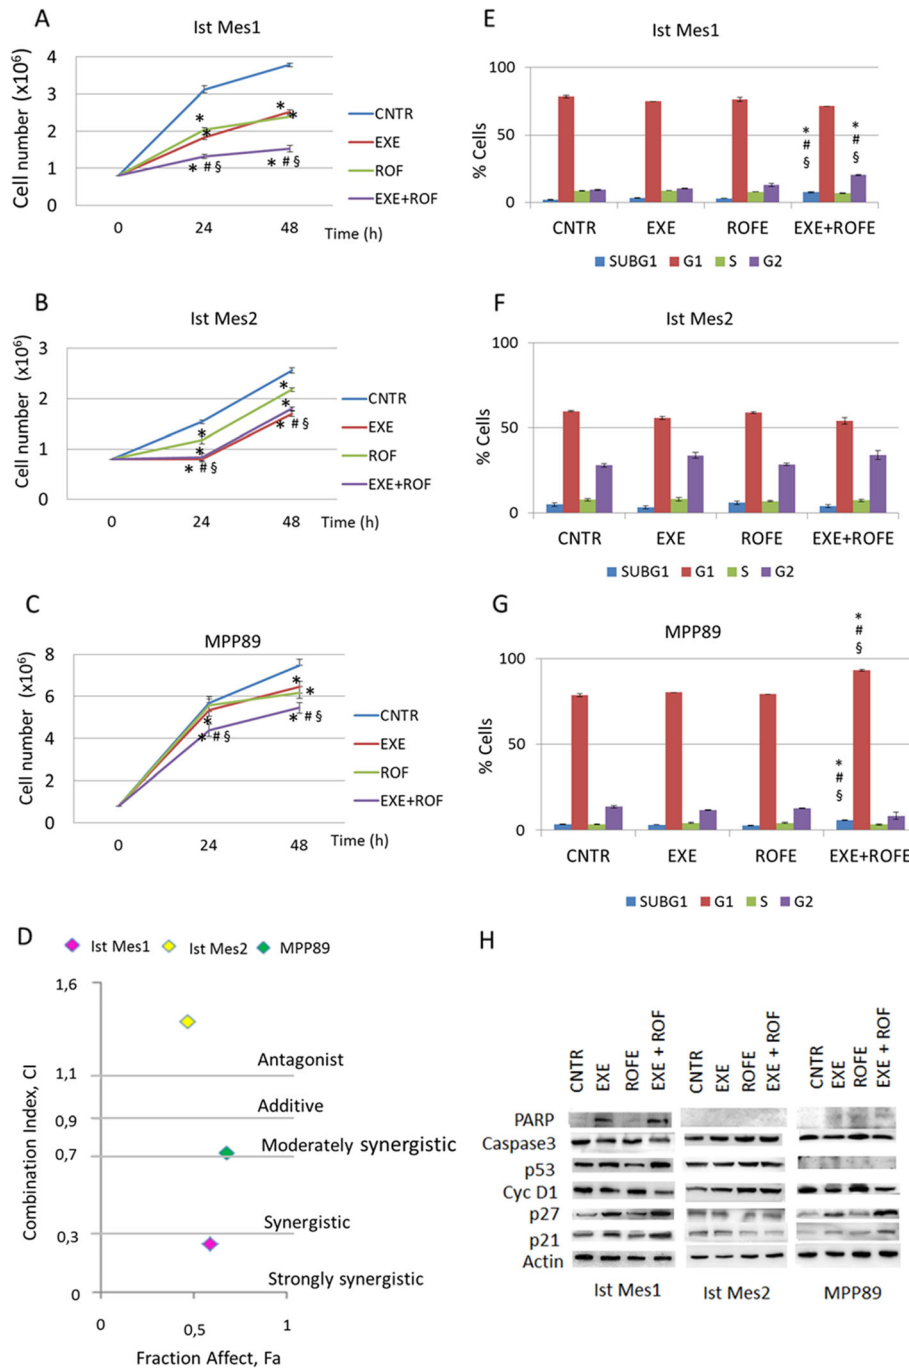 A
Ist Mes1
Cell number (x10⁶)
4
3
2
1
0
* * * *
* # § * # §
0 24 48 Time (h)
CNTR
EXE
ROF
EXE+ROF
B
Ist Mes2
Cell number (x10⁶)
3
2
1
0
* * * *
* # § * # §
0 24 48 Time (h)
CNTR
EXE
ROF
EXE+ROF
C
MPP89
Cell number (x10⁶)
8
6
4
2
0
* * *
* # § * # §
0 24 48 Time (h)
CNTR
EXE
ROF
EXE+ROF
D
Ist Mes1 Ist Mes2 MPP89
Combination Index, CI
1,6
1,1
0,9
0,7
0,3
0
Antagonist
Additive
Moderately synergistic
Synergistic
Strongly synergistic
0 0,5 1
Fraction Affect, Fa
E
Ist Mes1
% Cells
100
50
0
* *
# #
§ §
CNTR EXE ROFE EXE+ROFE
SUBG1 G1 S G2
F
Ist Mes2
% Cells
100
50
0
CNTR EXE ROFE EXE+ROFE
SUBG1 G1 S G2
G
MPP89
% Cells
100
50
0
*
#
§
*
#
§
CNTR EXE ROFE EXE+ROFE
SUBG1 G1 S G2
H
CNTR EXE ROFE EXE + ROF
CNTR EXE ROFE EXE + ROF
CNTR EXE ROFE EXE + ROF
PARP
Caspase3
p53
Cyc D1
p27
p21
Actin
Ist Mes1 Ist Mes2 MPP89